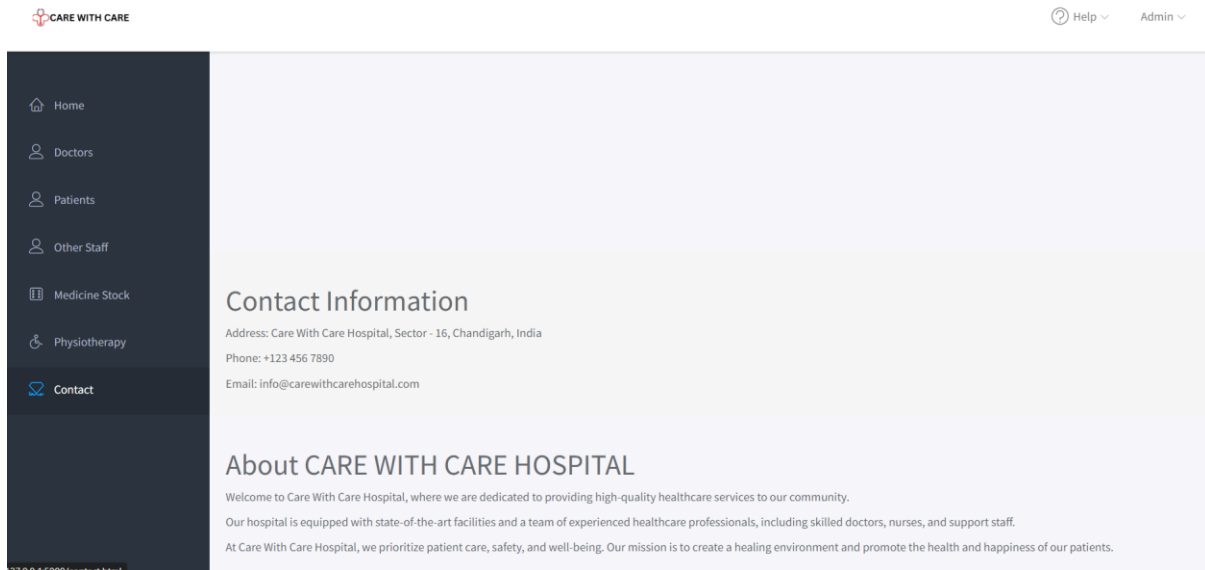 CARE WITH CARE
Help
Admin
Home
Doctors
Patients
Other Staff
Medicine Stock
Physiotherapy
Contact
Contact Information
Address: Care With Care Hospital, Sector - 16, Chandigarh, India
Phone: +123 456 7890
Email: info@carewithcarehospital.com
About CARE WITH CARE HOSPITAL
Welcome to Care With Care Hospital, where we are dedicated to providing high-quality healthcare services to our community.
Our hospital is equipped with state-of-the-art facilities and a team of experienced healthcare professionals, including skilled doctors, nurses, and support staff.
At Care With Care Hospital, we prioritize patient care, safety, and well-being. Our mission is to create a healing environment and promote the health and happiness of our patients.